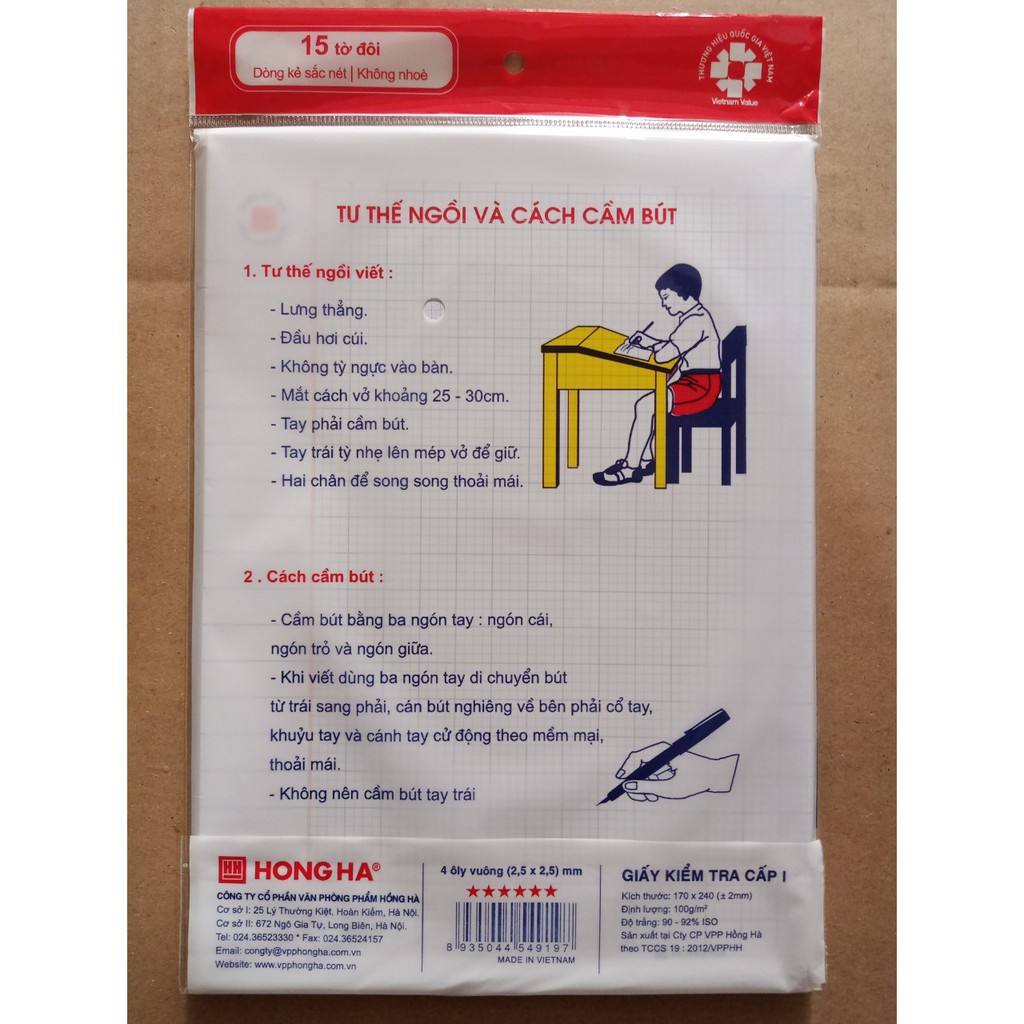 15 tờ đôi
Dòng kẻ sắc nét | Không nhoè
THƯƠNG HIỆU QUỐC GIA VIỆT NAM
Vietnam Value
TƯ THẾ NGỒI VÀ CÁCH CẦM BÚT
1. Tư thế ngồi viết :
- Lưng thẳng.
- Đầu hơi cúi.
- Không tỳ ngực vào bàn.
- Mắt cách vở khoảng 25 - 30cm.
- Tay phải cầm bút.
- Tay trái tỳ nhẹ lên mép vở để giữ.
- Hai chân để song song thoải mái.
2 . Cách cầm bút :
- Cầm bút bằng ba ngón tay : ngón cái,
ngón trỏ và ngón giữa.
- Khi viết dùng ba ngón tay di chuyển bút
từ trái sang phải, cán bút nghiêng về bên phải cổ tay,
khuỷu tay và cánh tay cử động theo mềm mại,
thoải mái.
- Không nên cầm bút tay trái
HH HONG HA®
CÔNG TY CỔ PHẦN VĂN PHÒNG PHẨM HỒNG HÀ
Cơ sở I: 25 Lý Thường Kiệt, Hoàn Kiếm, Hà Nội.
Cơ sở II: 672 Ngô Gia Tự, Long Biên, Hà Nội.
Tel: 024.36523330 * Fax: 024.36524157
Email: congty@vpphongha.com.vn
Website: www.vpphongha.com.vn
4 ôly vuông (2,5 x 2,5) mm
8 935044 549197
MADE IN VIETNAM
GIẤY KIỂM TRA CẤP I
Kích thước: 170 x 240 (± 2mm)
Định lượng: 100g/m²
Độ trắng: 90 - 92% ISO
Sản xuất tại Cty CP VPP Hồng Hà
theo TCCS 19 : 2012/VPPHH